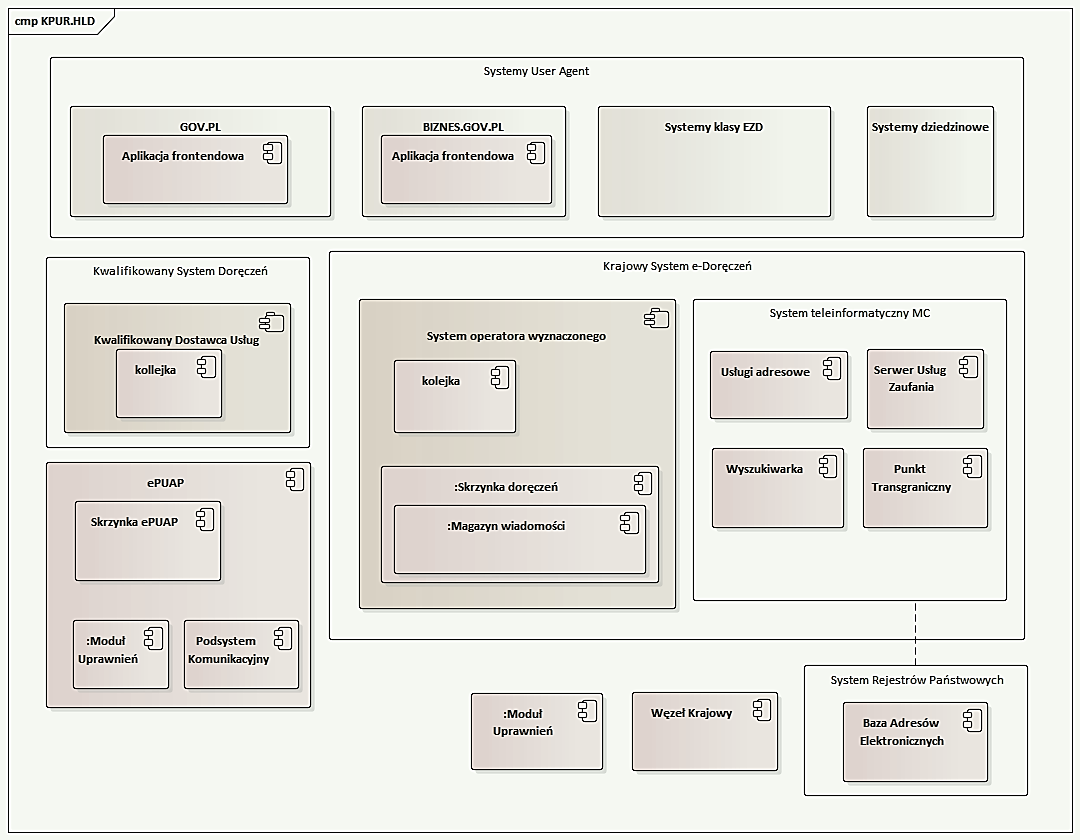 cmp KPUR.HLD
Systemy User Agent
GOV.PL
Aplikacja frontendowa
BIZNES.GOV.PL
Aplikacja frontendowa
Systemy klasy EZD
Systemy dziedzinowe
Kwalifikowany System Doręczeń
Kwalifikowany Dostawca Usług
kollejka
Krajowy System e-Doręczeń
System operatora wyznaczonego
kolejka
:Skrzynka doręczeń
:Magazyn wiadomości
System teleinformatyczny MC
Usługi adresowe
Serwer Usług
Zaufania
Wyszukiwarka
Punkt
Transgraniczny
ePUAP
Skrzynka ePUAP
:Moduł
Uprawnień
Podsystem
Komunikacyjny
:Moduł
Uprawnień
Węzeł Krajowy
System Rejestrów Państwowych
Baza Adresów
Elektronicznych